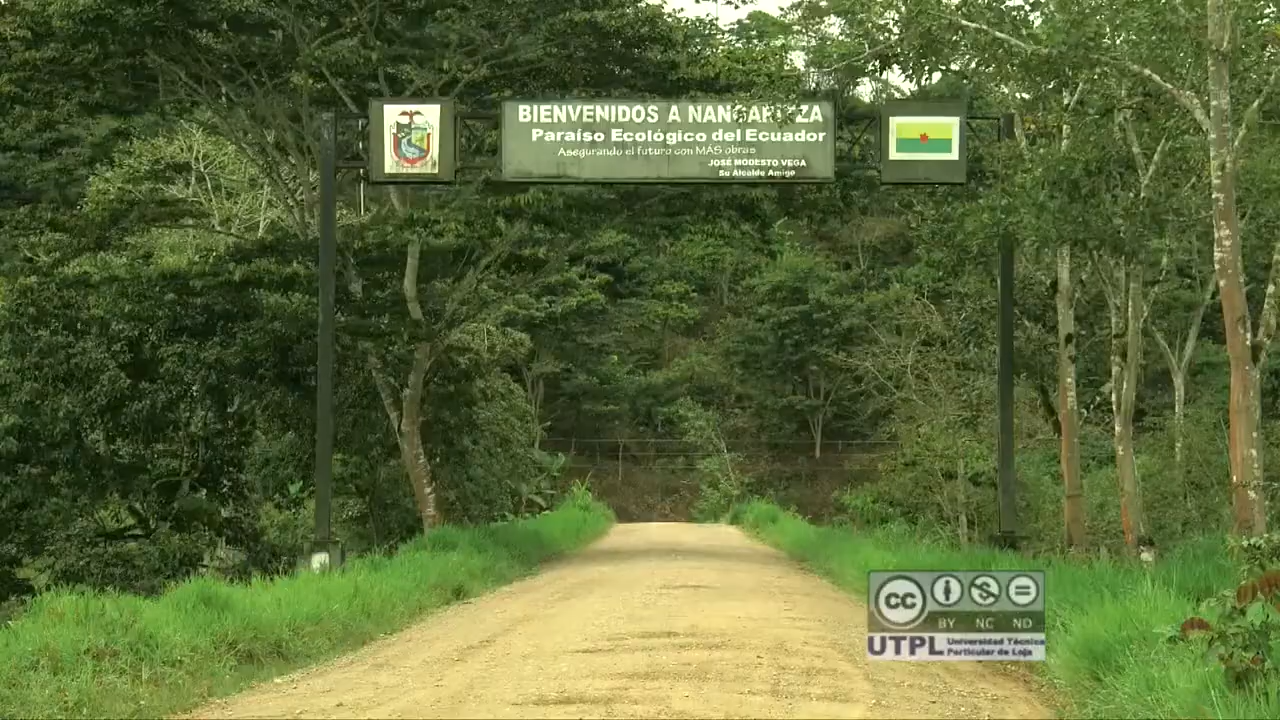 BIENVENIDOS A NANGARITZA
Paraíso Ecológico del Ecuador
Asegurando el futuro con MÁS obras
JOSÉ MODESTO VEGA
Su Alcalde Amigo
cc
BY NC ND
UTPL Universidad Técnica
Particular de Loja